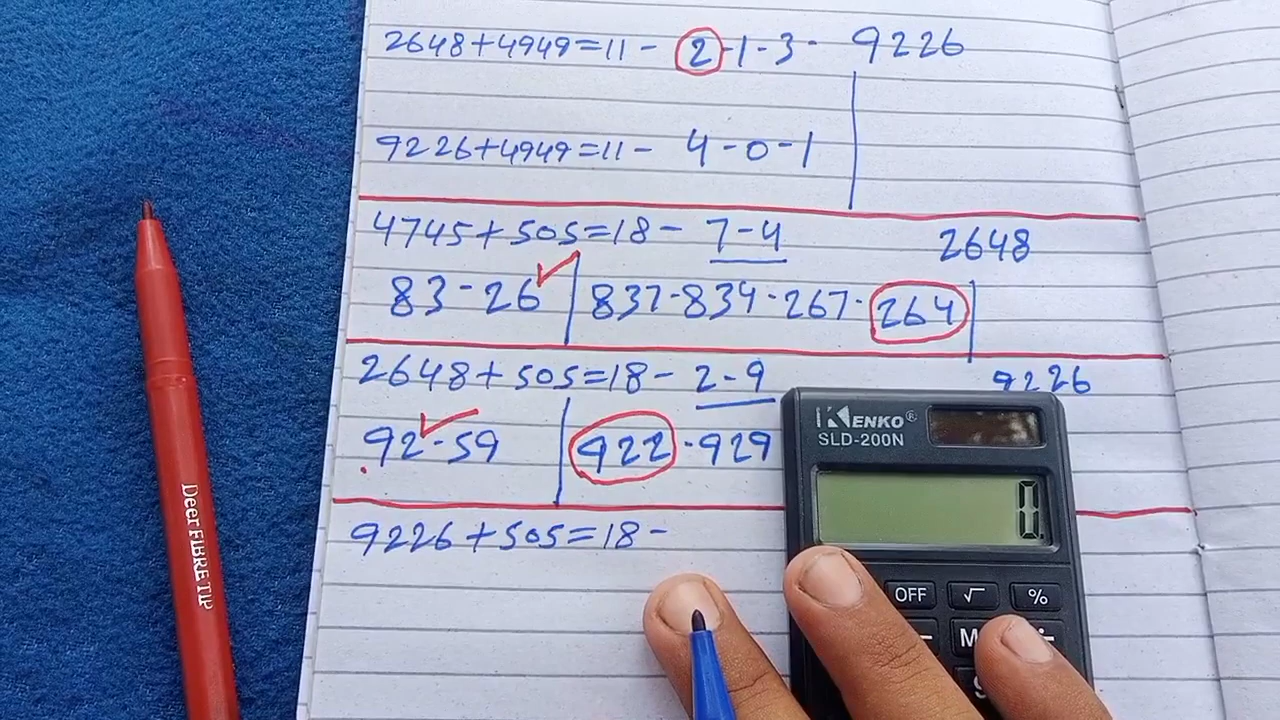 2648+4949=11- 2-1-3- 9226
9226+4949=11- 4-0-1
4745+505=18- 7-4 2648
83-26 837-834-267-264
2648+505=18- 2-9 9226
92-59 922-929
9226+505=18-
KENKO®
SLD-200N
0.
OFF √ %
Deer FIBRE TIP